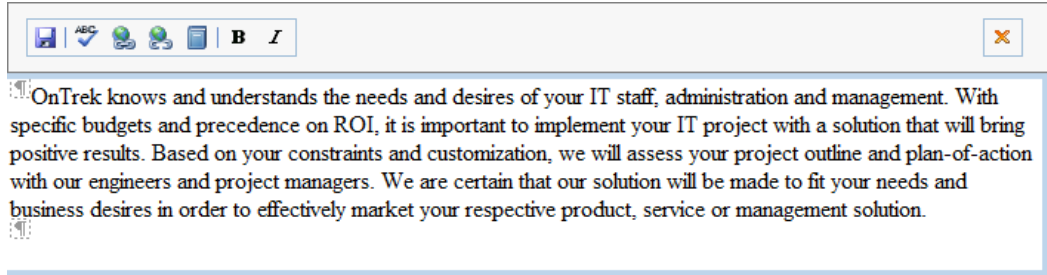 ABC B I
¶OnTrek knows and understands the needs and desires of your IT staff, administration and management. With
specific budgets and precedence on ROI, it is important to implement your IT project with a solution that will bring
positive results. Based on your constraints and customization, we will assess your project outline and plan-of-action
with our engineers and project managers. We are certain that our solution will be made to fit your needs and
business desires in order to effectively market your respective product, service or management solution.
¶